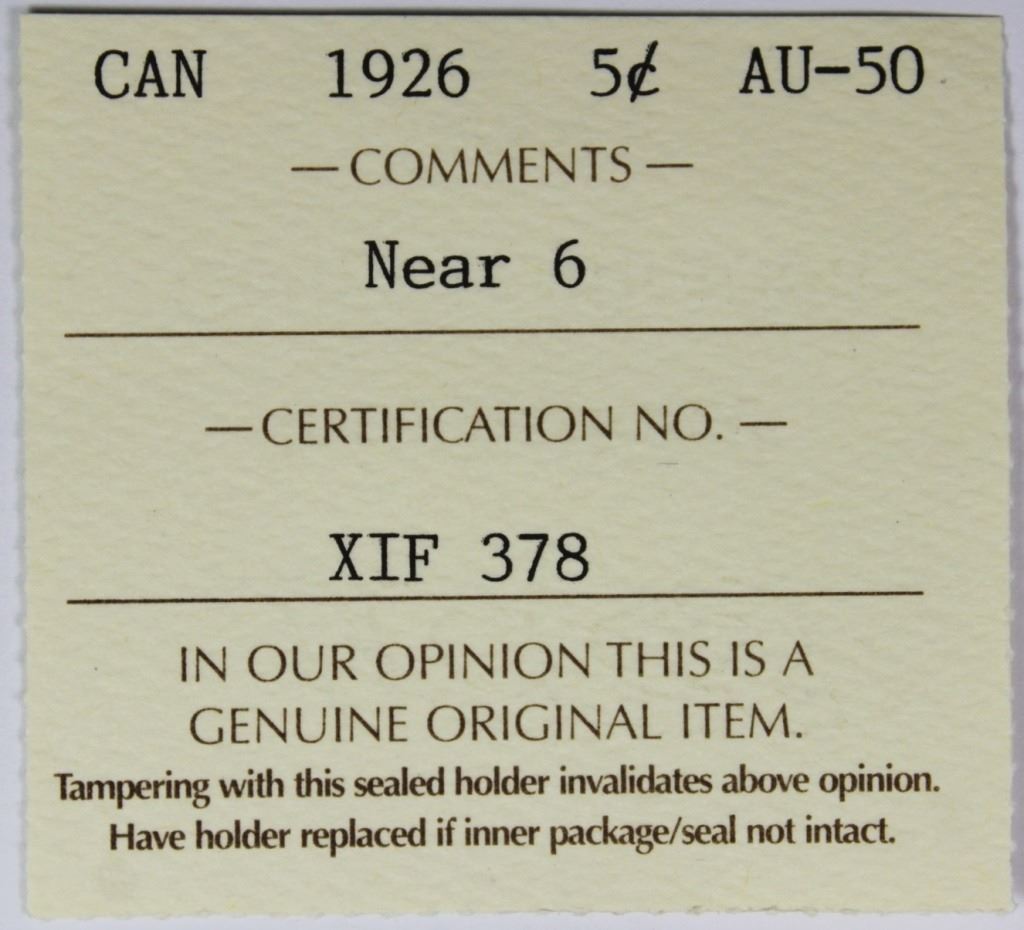 CAN 1926 5¢ AU-50
— COMMENTS —
Near 6
— CERTIFICATION NO. —
XIF 378
IN OUR OPINION THIS IS A
GENUINE ORIGINAL ITEM.
Tampering with this sealed holder invalidates above opinion.
Have holder replaced if inner package/seal not intact.